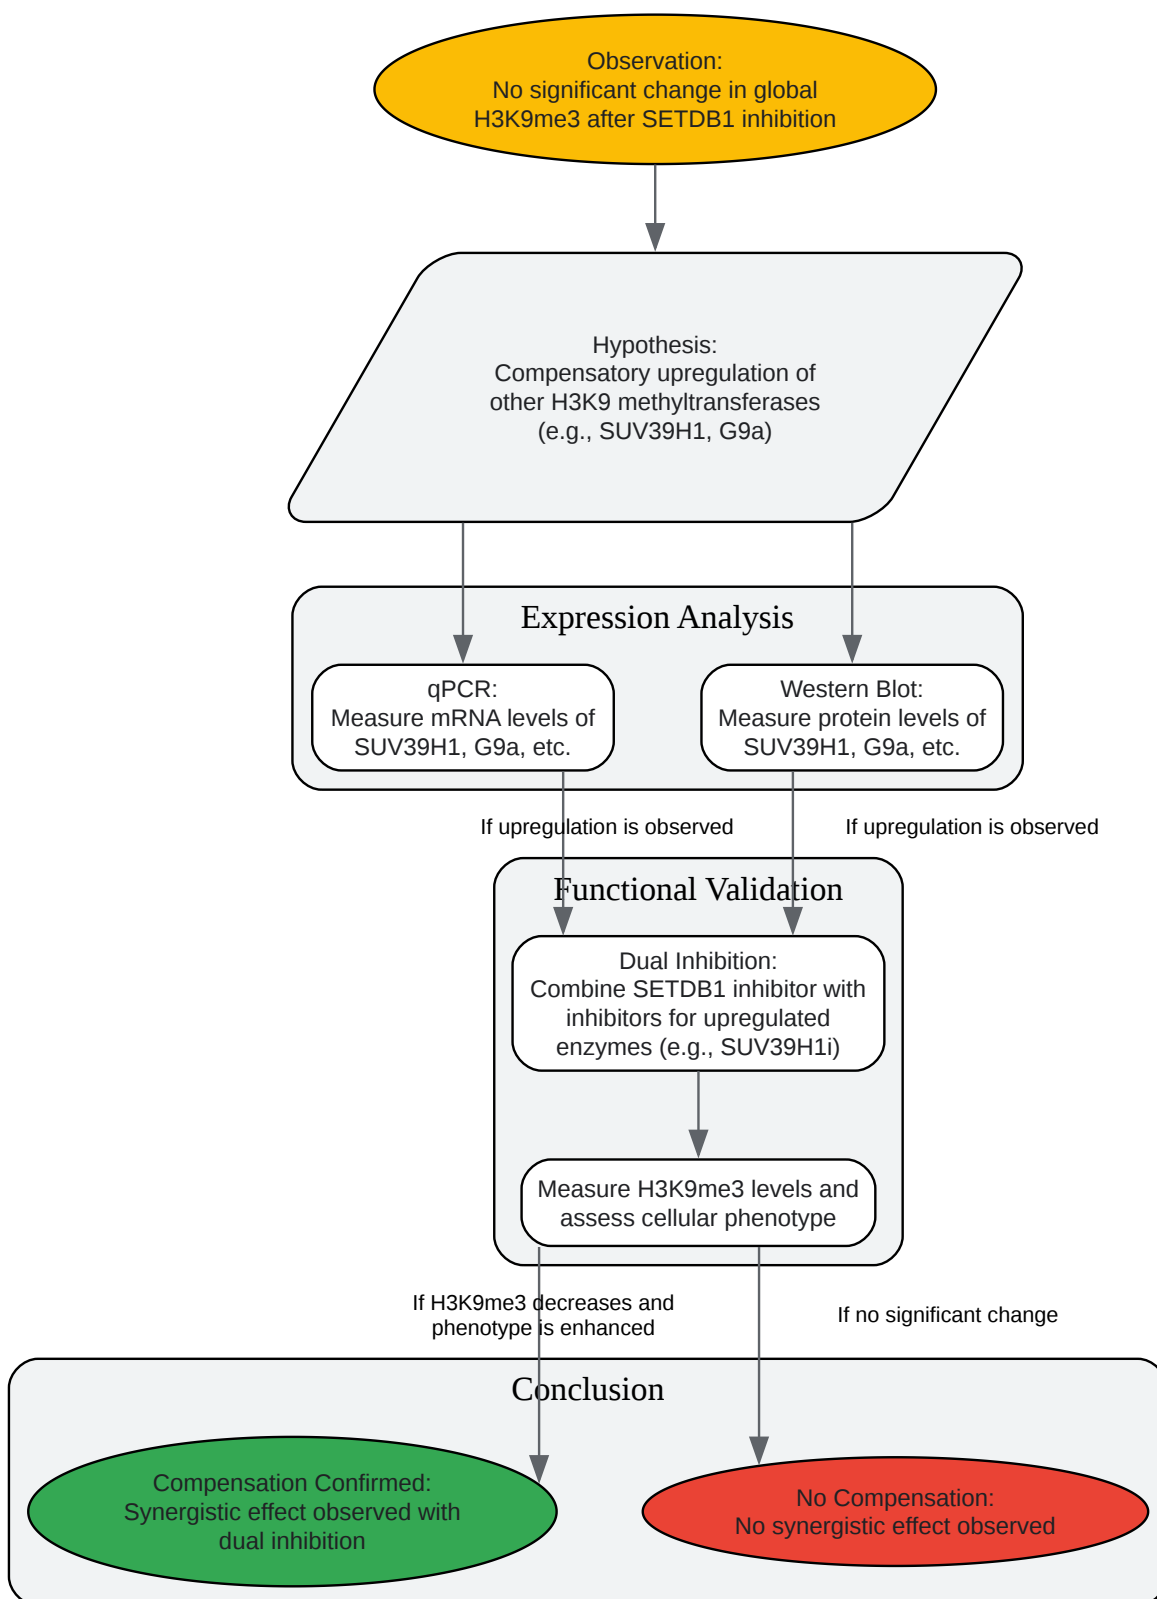 Observation:
No significant change in global
H3K9me3 after SETDB1 inhibition
Hypothesis:
Compensatory upregulation of
other H3K9 methyltransferases
(e.g., SUV39H1, G9a)
Expression Analysis
qPCR:
Measure mRNA levels of
SUV39H1, G9a, etc.
Western Blot:
Measure protein levels of
SUV39H1, G9a, etc.
If upregulation is observed
If upregulation is observed
Functional Validation
Dual Inhibition:
Combine SETDB1 inhibitor with
inhibitors for upregulated
enzymes (e.g., SUV39H1i)
Measure H3K9me3 levels and
assess cellular phenotype
If H3K9me3 decreases and
phenotype is enhanced
If no significant change
Conclusion
Compensation Confirmed:
Synergistic effect observed with
dual inhibition
No Compensation:
No synergistic effect observed